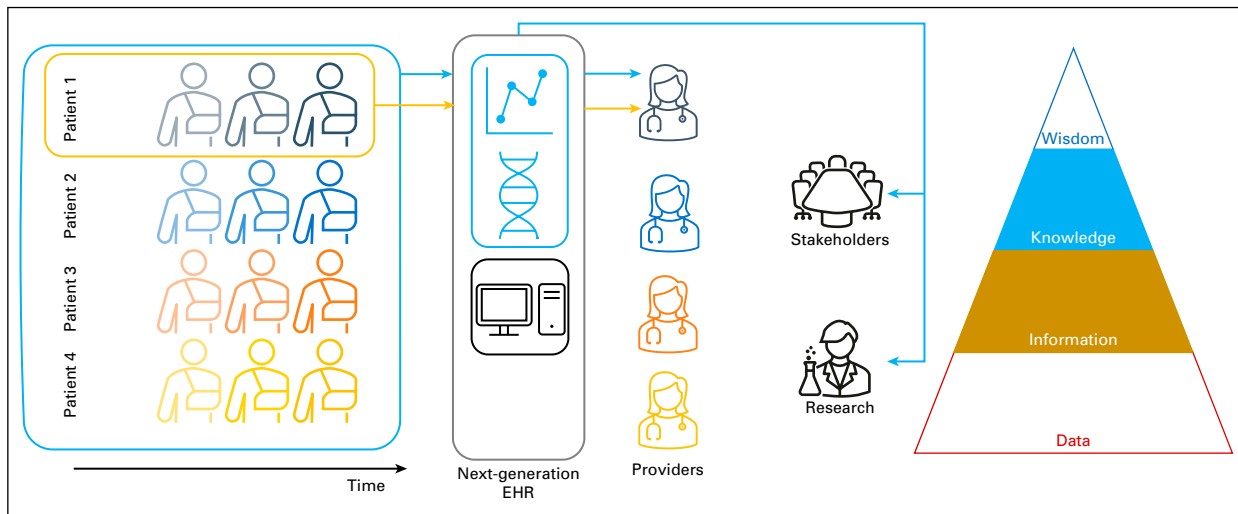 Patient 1
Patient 2
Patient 3
Patient 4
Time
Next-generation
EHR
Providers
Stakeholders
Research
Wisdom
Knowledge
Information
Data